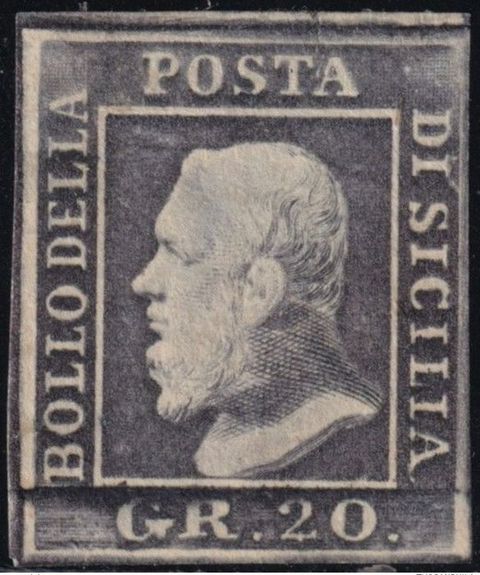 BOLLO DELLA
POSTA
DI SICILIA
GR. 20.